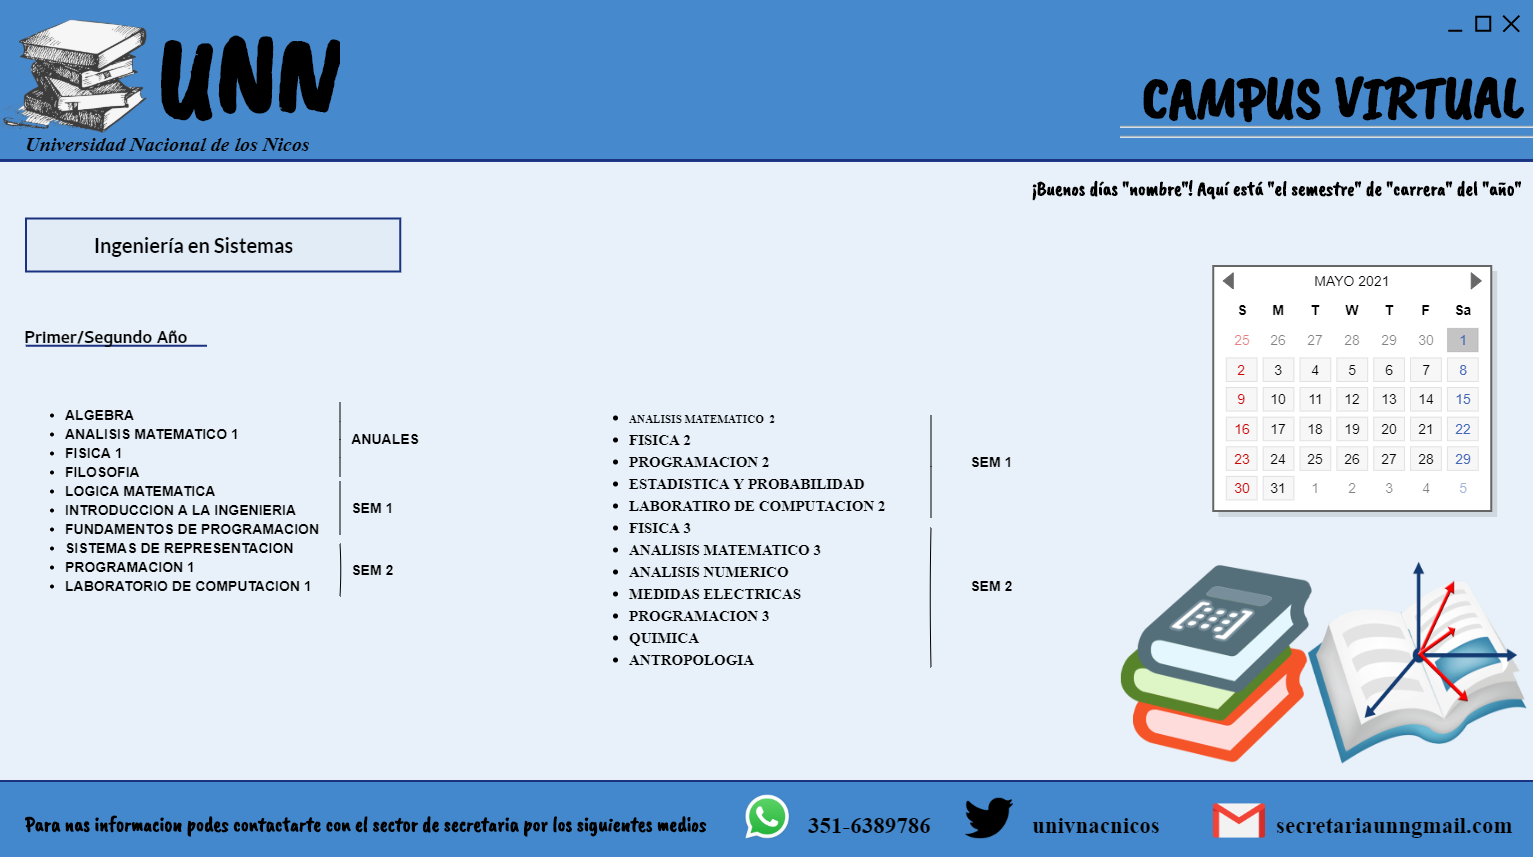 UNN
Universidad Nacional de los Nicos
CAMPUS VIRTUAL
¡Buenos días "nombre"! Aquí está "el semestre" de "carrera" del "año"
Ingeniería en Sistemas
Primer/Segundo Año
• ALGEBRA
• ANALISIS MATEMATICO 1
• FISICA 1
• FILOSOFIA
ANUALES
• LOGICA MATEMATICA
• INTRODUCCION A LA INGENIERIA
• FUNDAMENTOS DE PROGRAMACION
SEM 1
• SISTEMAS DE REPRESENTACION
• PROGRAMACION 1
• LABORATORIO DE COMPUTACION 1
SEM 2
• ANALISIS MATEMATICO 2
• FISICA 2
• PROGRAMACION 2
• ESTADISTICA Y PROBABILIDAD
• LABORATIRO DE COMPUTACION 2
SEM 1
• FISICA 3
• ANALISIS MATEMATICO 3
• ANALISIS NUMERICO
• MEDIDAS ELECTRICAS
• PROGRAMACION 3
• QUIMICA
• ANTROPOLOGIA
SEM 2
MAYO 2021
S M T W T F Sa
25 26 27 28 29 30 1
2 3 4 5 6 7 8
9 10 11 12 13 14 15
16 17 18 19 20 21 22
23 24 25 26 27 28 29
30 31 1 2 3 4 5
Para nas informacion podes contactarte con el sector de secretaria por los siguientes medios
351-6389786
univnacnicos
secretariaunngmail.com